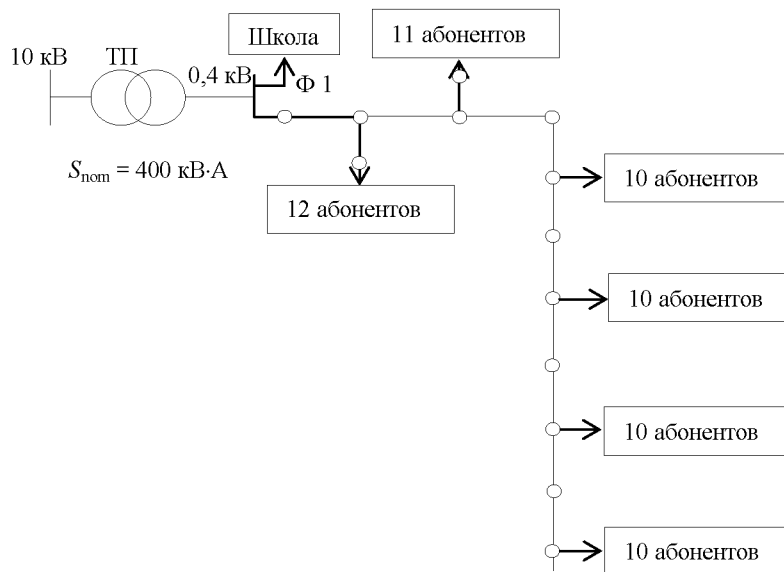 Школа
11 абонентов
10 кВ
ТП
0,4 кВ
Ф 1
Snom = 400 кВ·А
12 абонентов
10 абонентов
10 абонентов
10 абонентов
10 абонентов